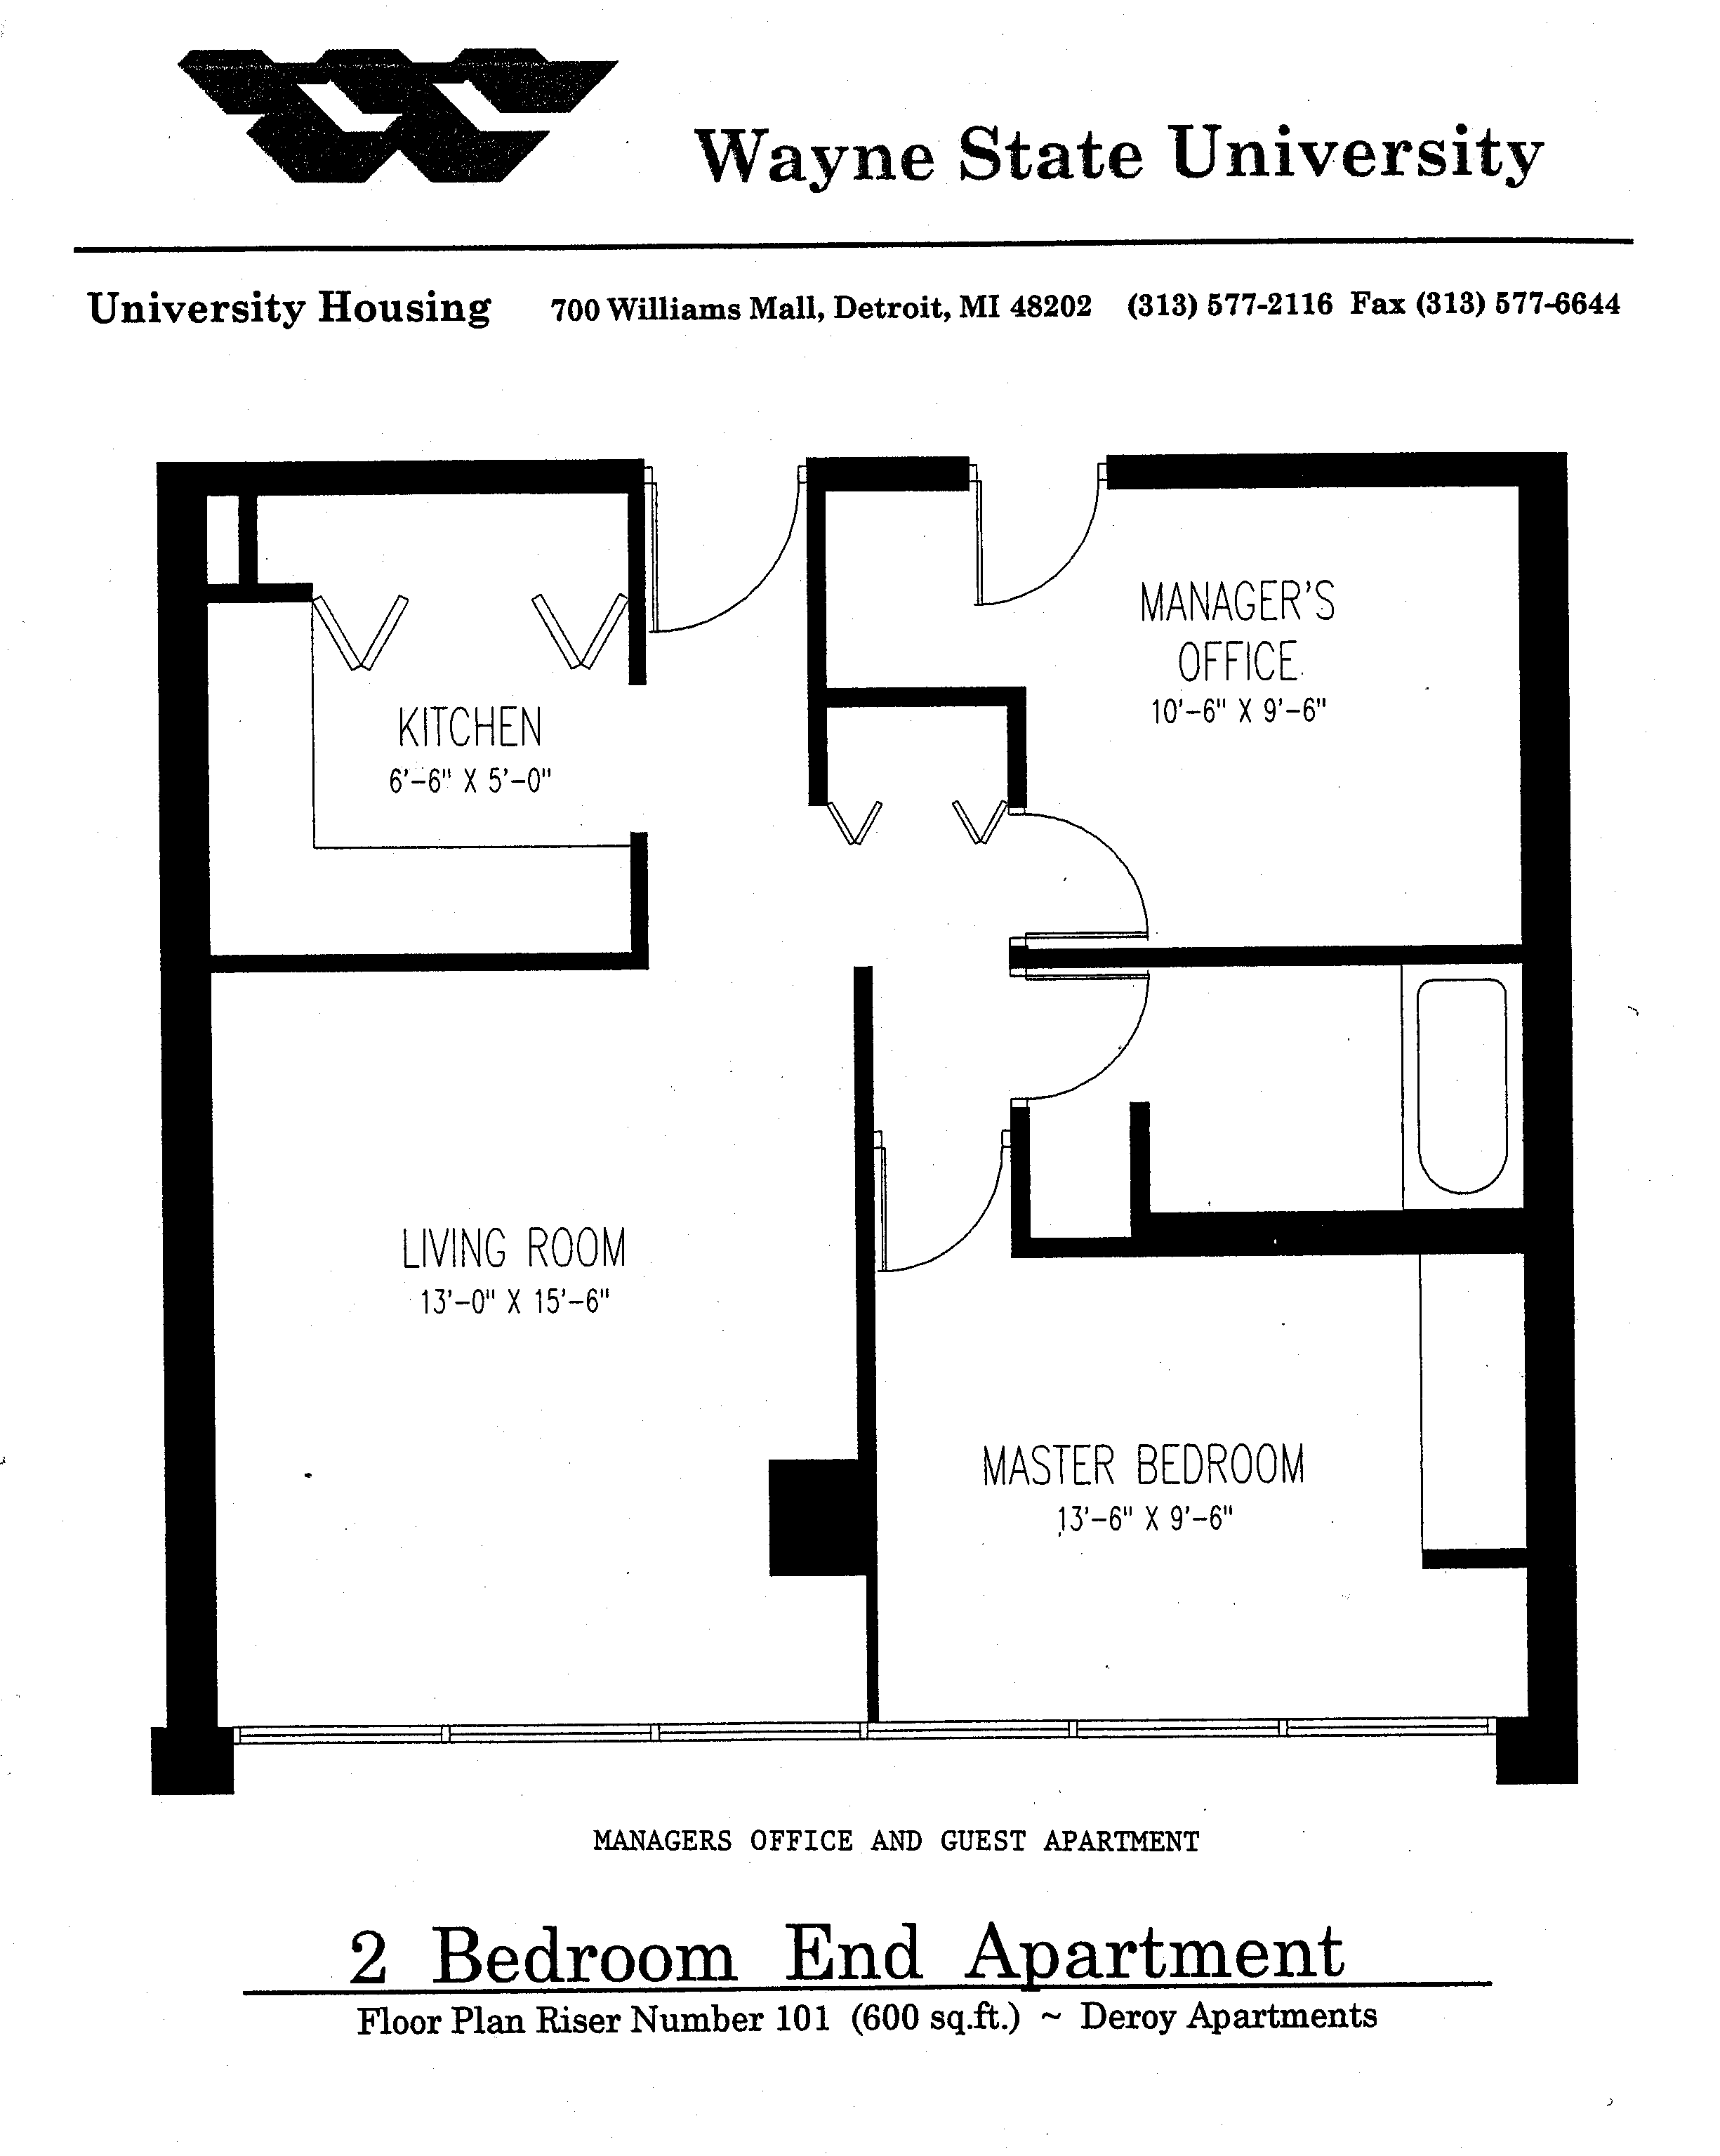 Wayne State University
University Housing 700 Williams Mall, Detroit, MI 48202 (313) 577-2116 Fax (313) 577-6644
MANAGER'S
OFFICE
10'-6" X 9'-6"
KITCHEN
6'-6" X 5'-0"
LIVING ROOM
13'-0" X 15'-6"
MASTER BEDROOM
13'-6" X 9'-6"
MANAGERS OFFICE AND GUEST APARTMENT
2 Bedroom End Apartment
Floor Plan Riser Number 101 (600 sq.ft.) ~ Deroy Apartments